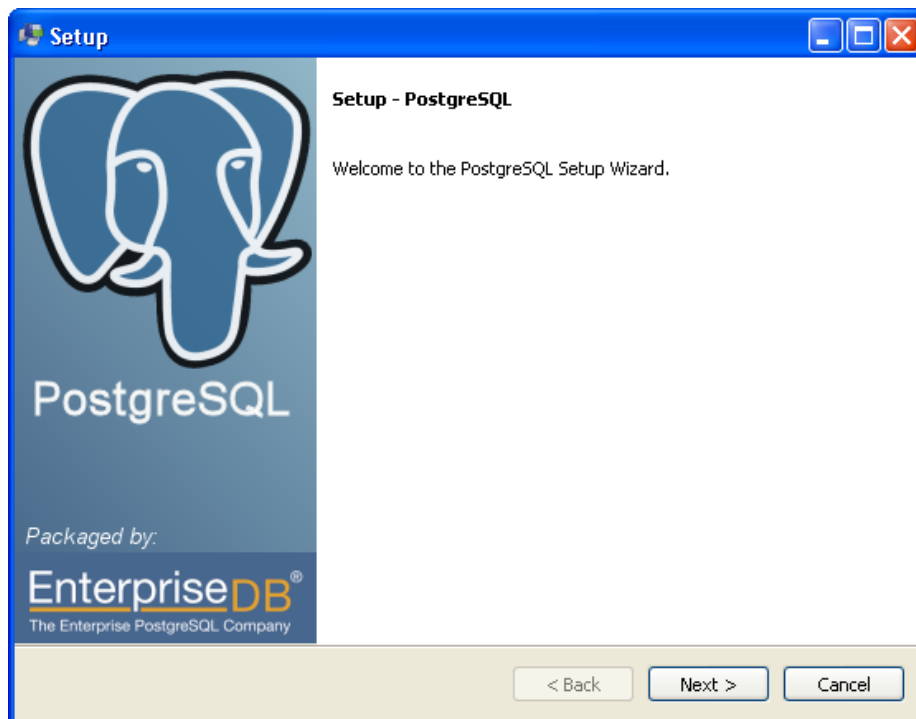 Setup
Setup - PostgreSQL
Welcome to the PostgreSQL Setup Wizard.
PostgreSQL
Packaged by:
EnterpriseDB®
The Enterprise PostgreSQL Company
< Back
Next >
Cancel